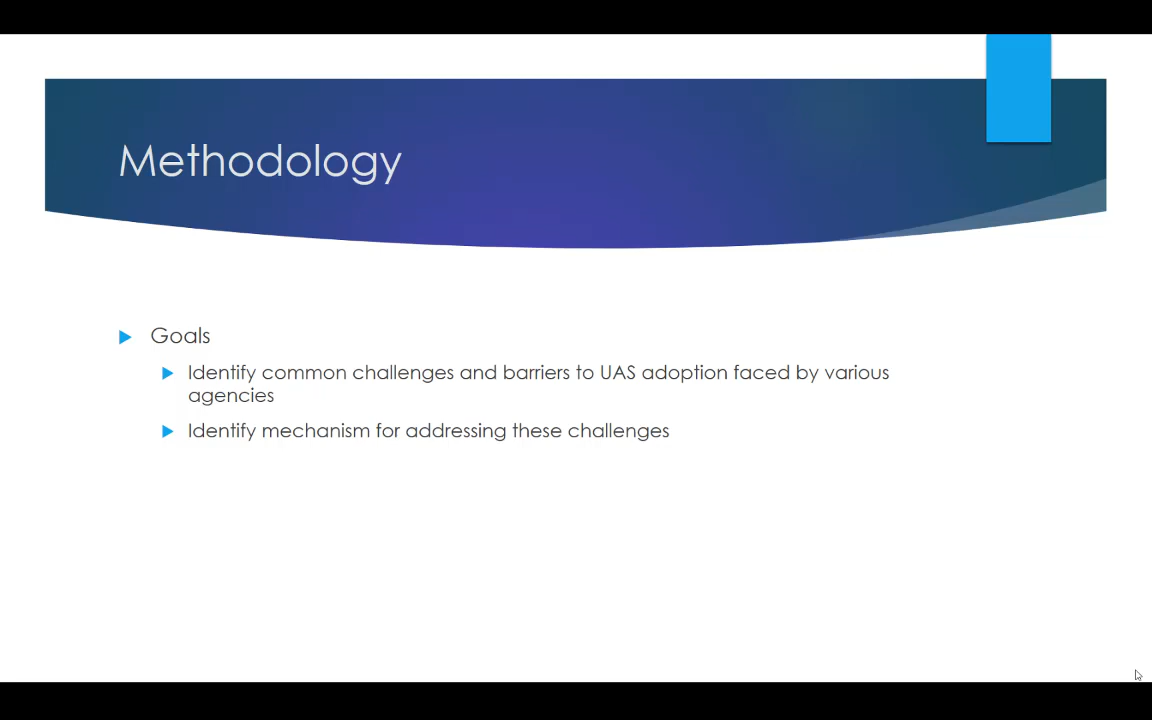 Methodology
Goals
Identify common challenges and barriers to UAS adoption faced by various
agencies
Identify mechanism for addressing these challenges